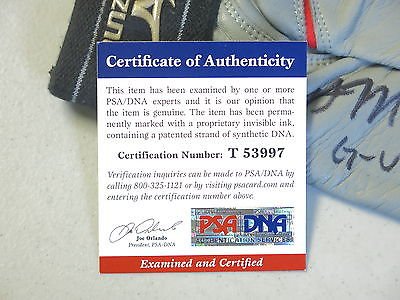 Certificate of Authenticity
This item has been examined by one or more
PSA/DNA experts and it is our opinion that
the item is genuine. The item has been perma-
nently marked with a proprietary invisible ink,
containing a patented strand of synthetic DNA.
Certification Number: T 53997
Verification inquiries can be made to PSA/DNA by
calling 800-325-1121 or by visiting psacard.com and
entering the certification number above.
PSA DNA
AUTHENTICATION SERVICES
Joe Orlando
President, PSA-DNA
Examined and Certified
G-U